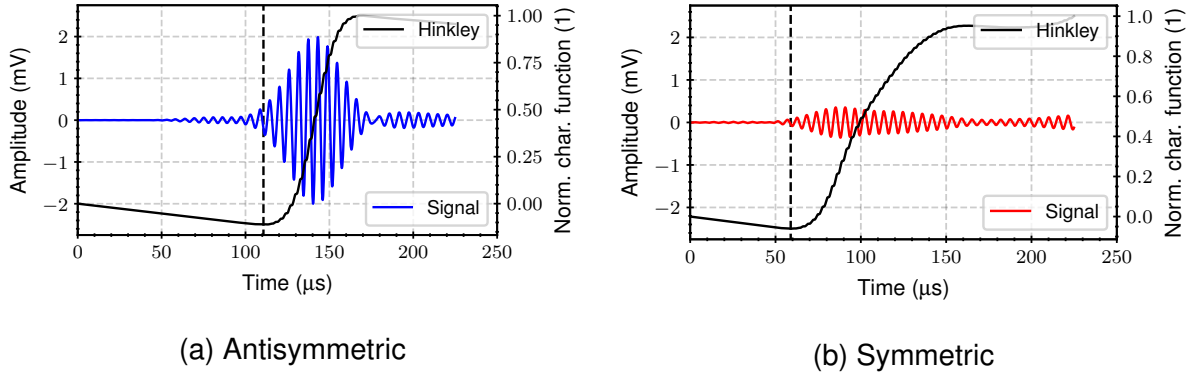 Amplitude (mV)
2
1
0
−1
−2
Hinkley
Signal
1.00
0.75
0.50
0.25
0.00
Norm. char. function (1)
0 50 100 150 200 250
Time (μs)
(a) Antisymmetric
Amplitude (mV)
2
1
0
−1
−2
Hinkley
Signal
1.0
0.8
0.6
0.4
0.2
0.0
Norm. char. function (1)
0 50 100 150 200 250
Time (μs)
(b) Symmetric